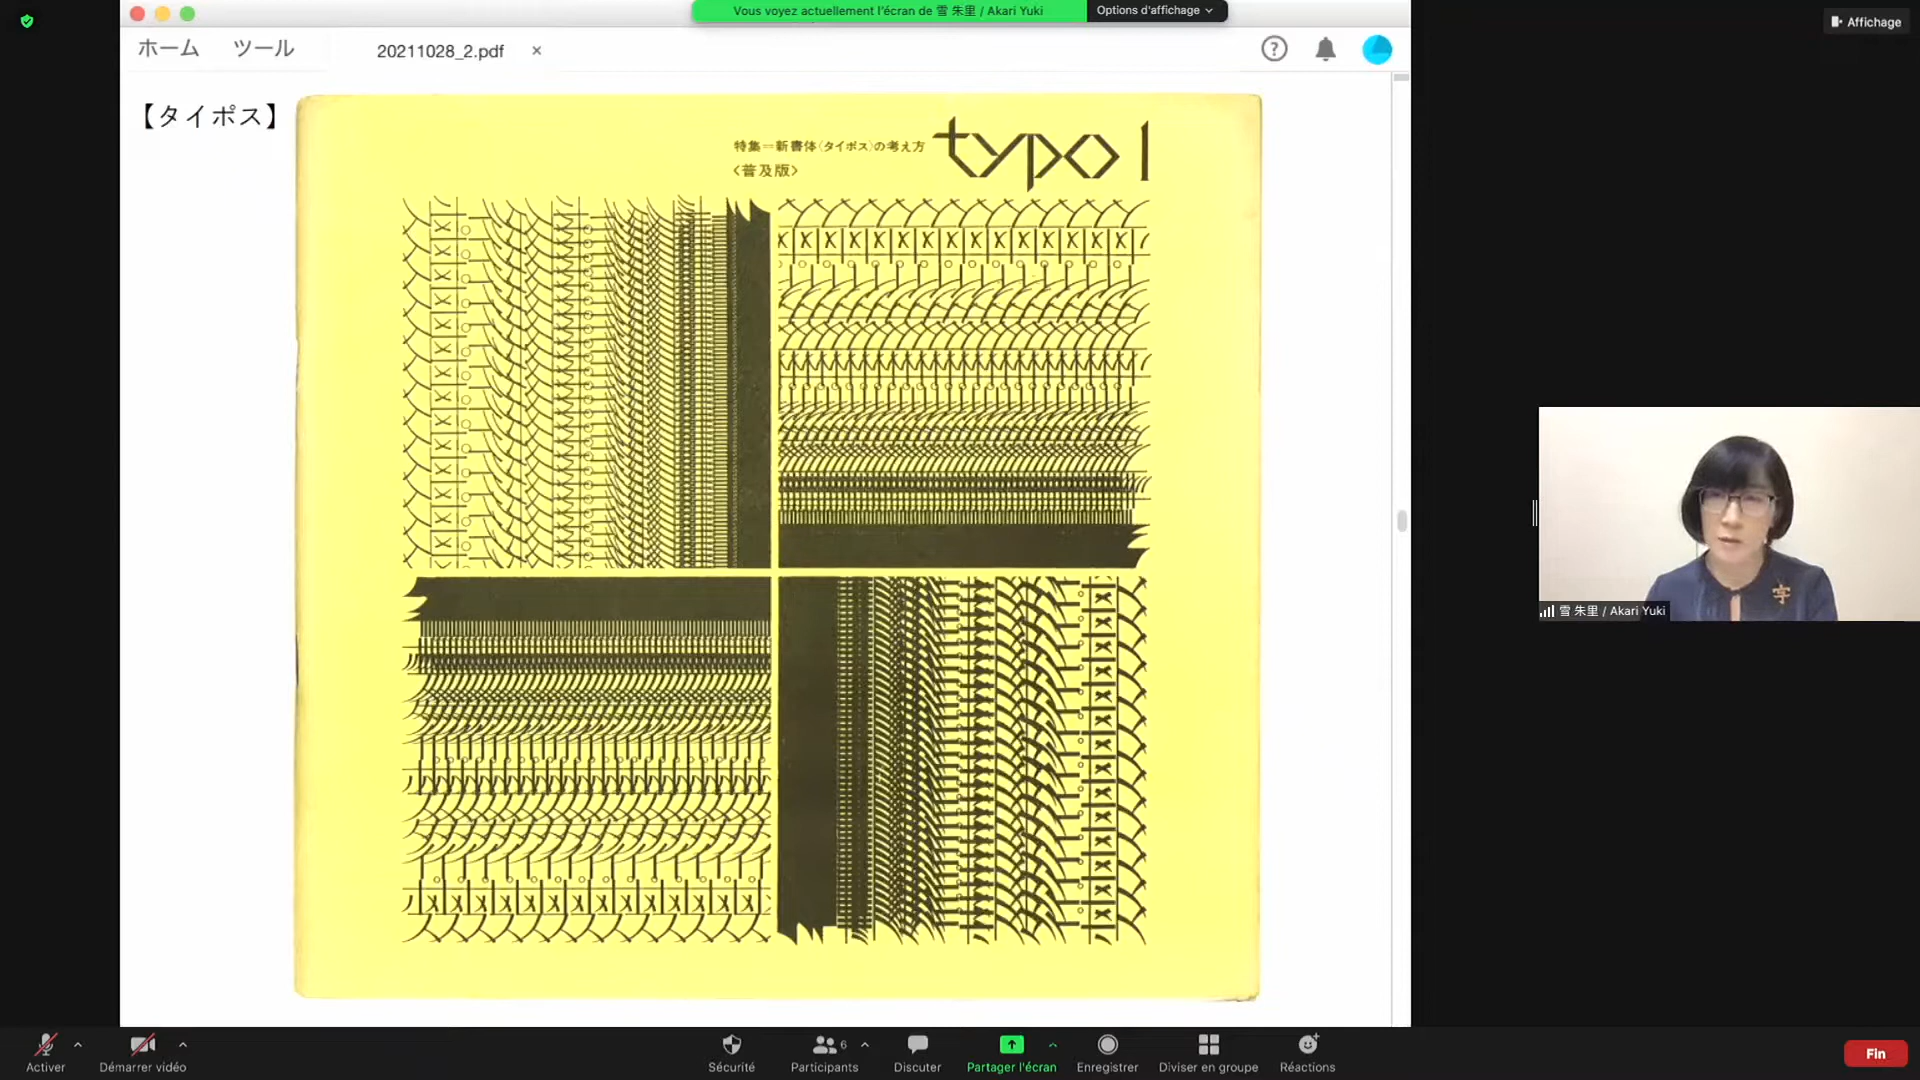 Vous voyez actuellement l'écran de 雪 朱里 / Akari Yuki
Options d'affichage
Affichage
ホーム
ツール
20211028_2.pdf
【タイポス】
特集=新書体〈タイポス〉の考え方
〈普及版〉
typo 1
雪 朱里 / Akari Yuki
Activer
Démarrer vidéo
Sécurité
Participants
6
Discuter
Partager l'écran
Enregistrer
Diviser en groupe
Réactions
Fin